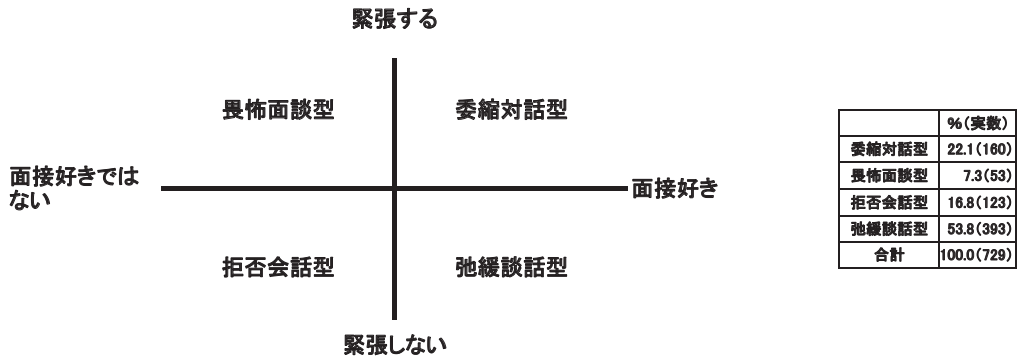 緊張する
畏怖面談型
委縮対話型
面接好きでは
ない
面接好き
拒否会話型
弛緩談話型
緊張しない
%(実数)
委縮対話型 22.1(160)
畏怖面談型 7.3(53)
拒否会話型 16.8(123)
弛緩談話型 53.8(393)
合計 100.0(729)